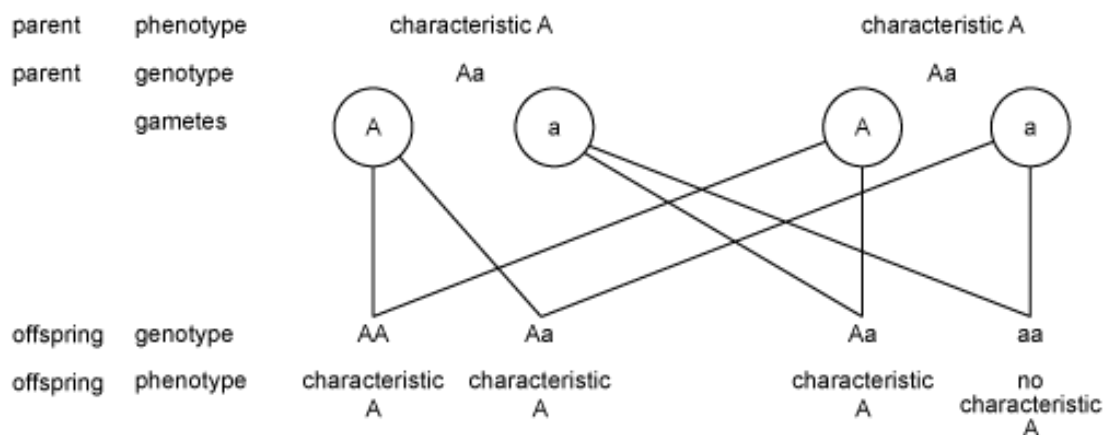 parent phenotype characteristic A characteristic A
parent genotype Aa Aa
gametes A a A a
offspring genotype AA Aa Aa aa
offspring phenotype characteristic characteristic characteristic no
A A A characteristic
A